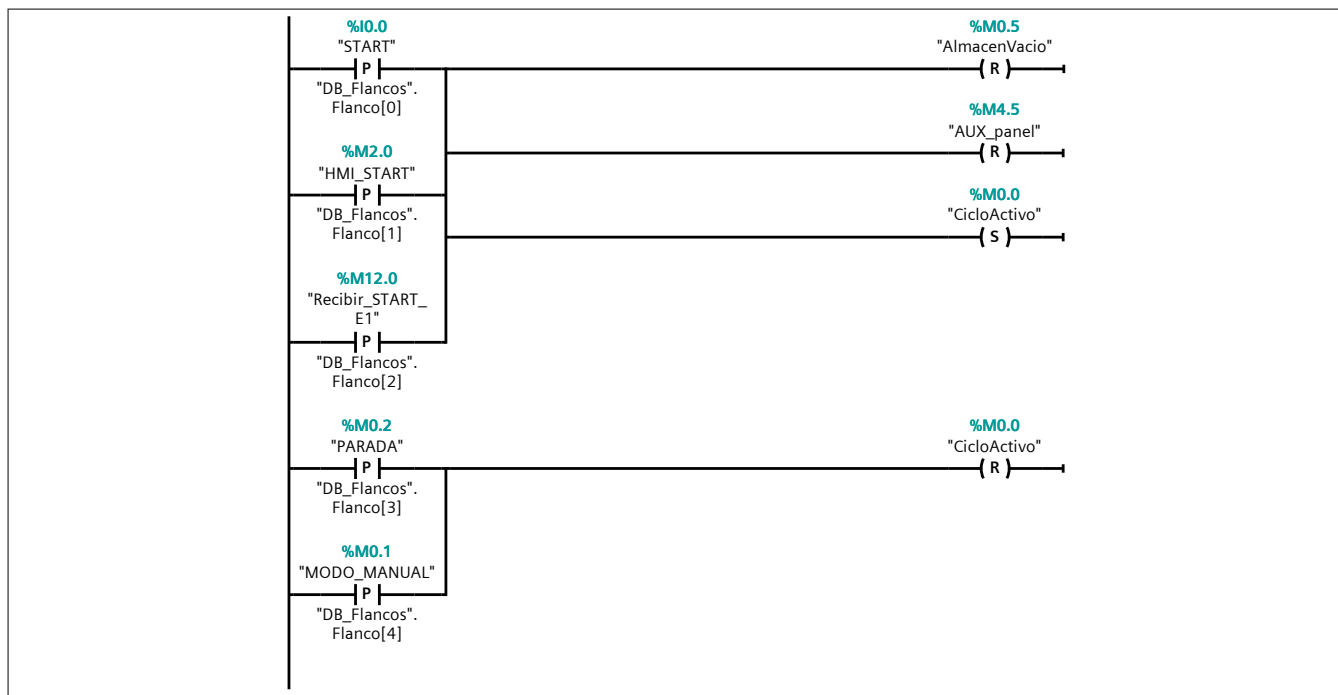 %I0.0
"START"
P
"DB_Flancos".
Flanco[0]
%M0.5
"AlmacenVacio"
R
%M4.5
"AUX_panel"
R
%M2.0
"HMI_START"
P
"DB_Flancos".
Flanco[1]
%M0.0
"CicloActivo"
S
%M12.0
"Recibir_START_
E1"
P
"DB_Flancos".
Flanco[2]
%M0.2
"PARADA"
P
"DB_Flancos".
Flanco[3]
%M0.0
"CicloActivo"
R
%M0.1
"MODO_MANUAL"
P
"DB_Flancos".
Flanco[4]